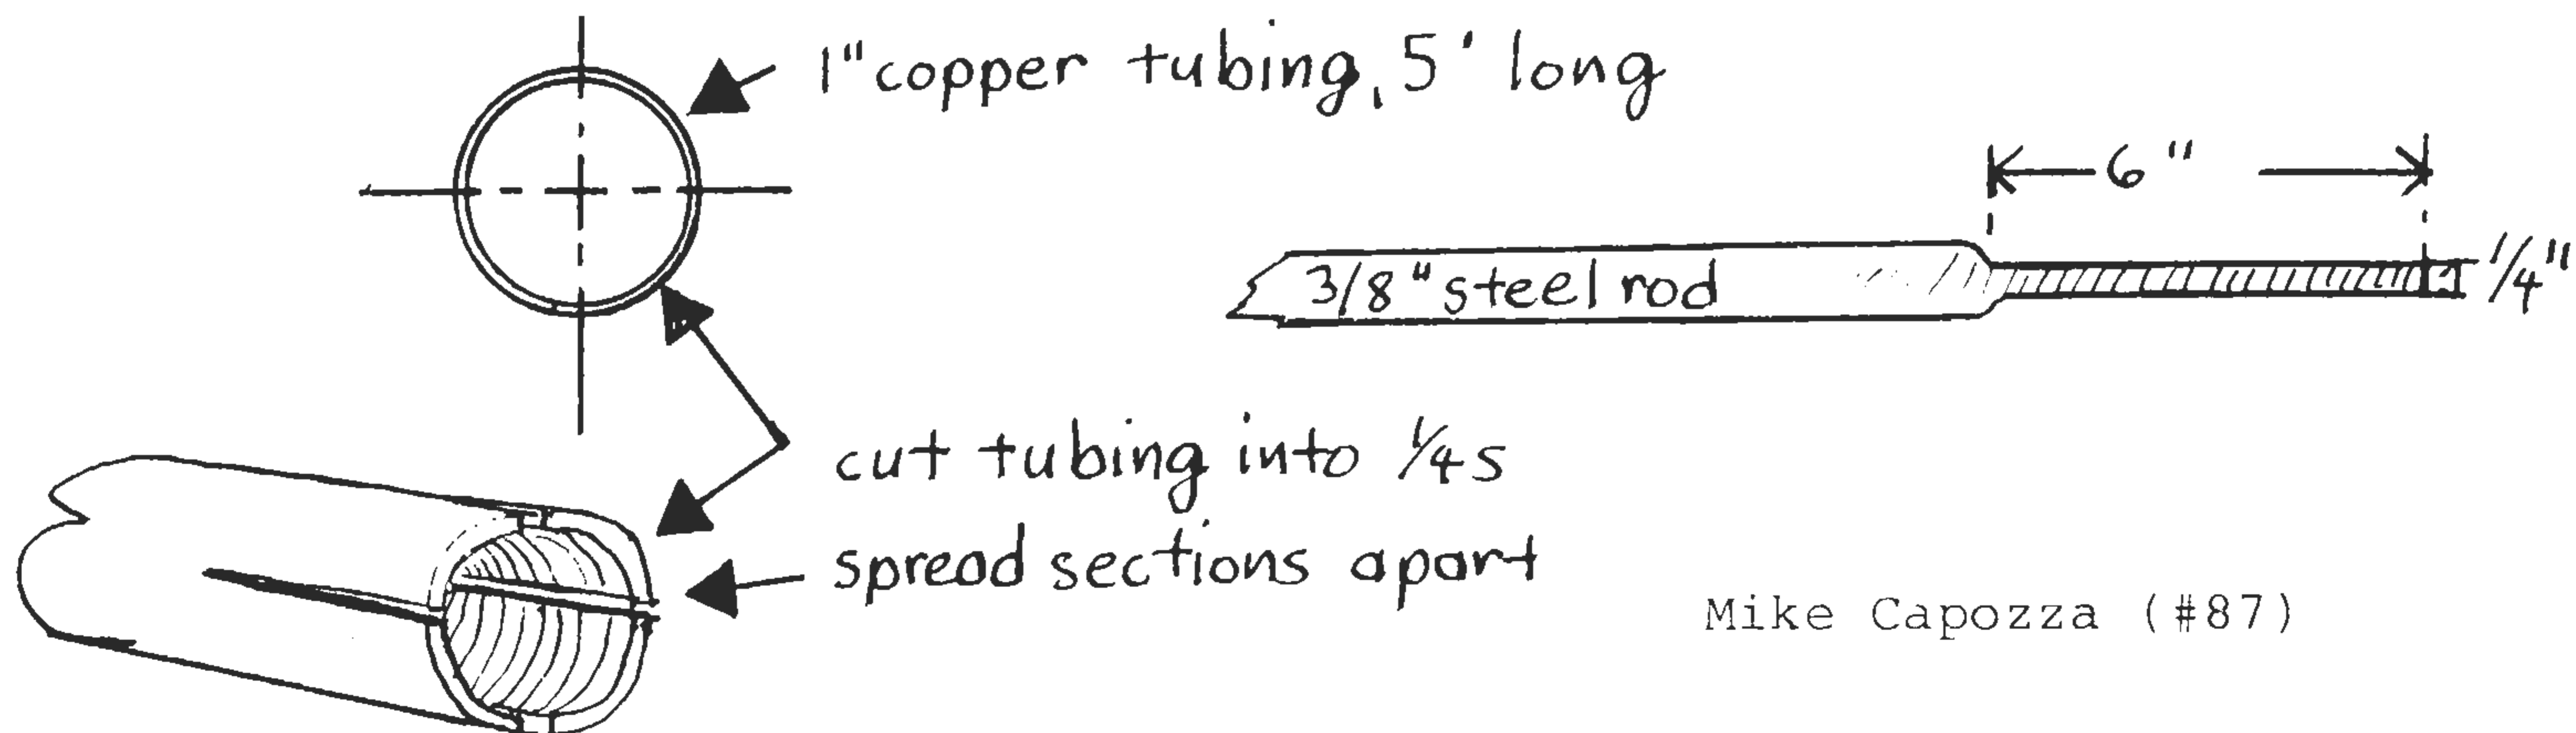 1" copper tubing, 5' long
6"
3/8" steel rod
1/4"
cut tubing into 1/4s
spread sections apart
Mike Capozza (#87)